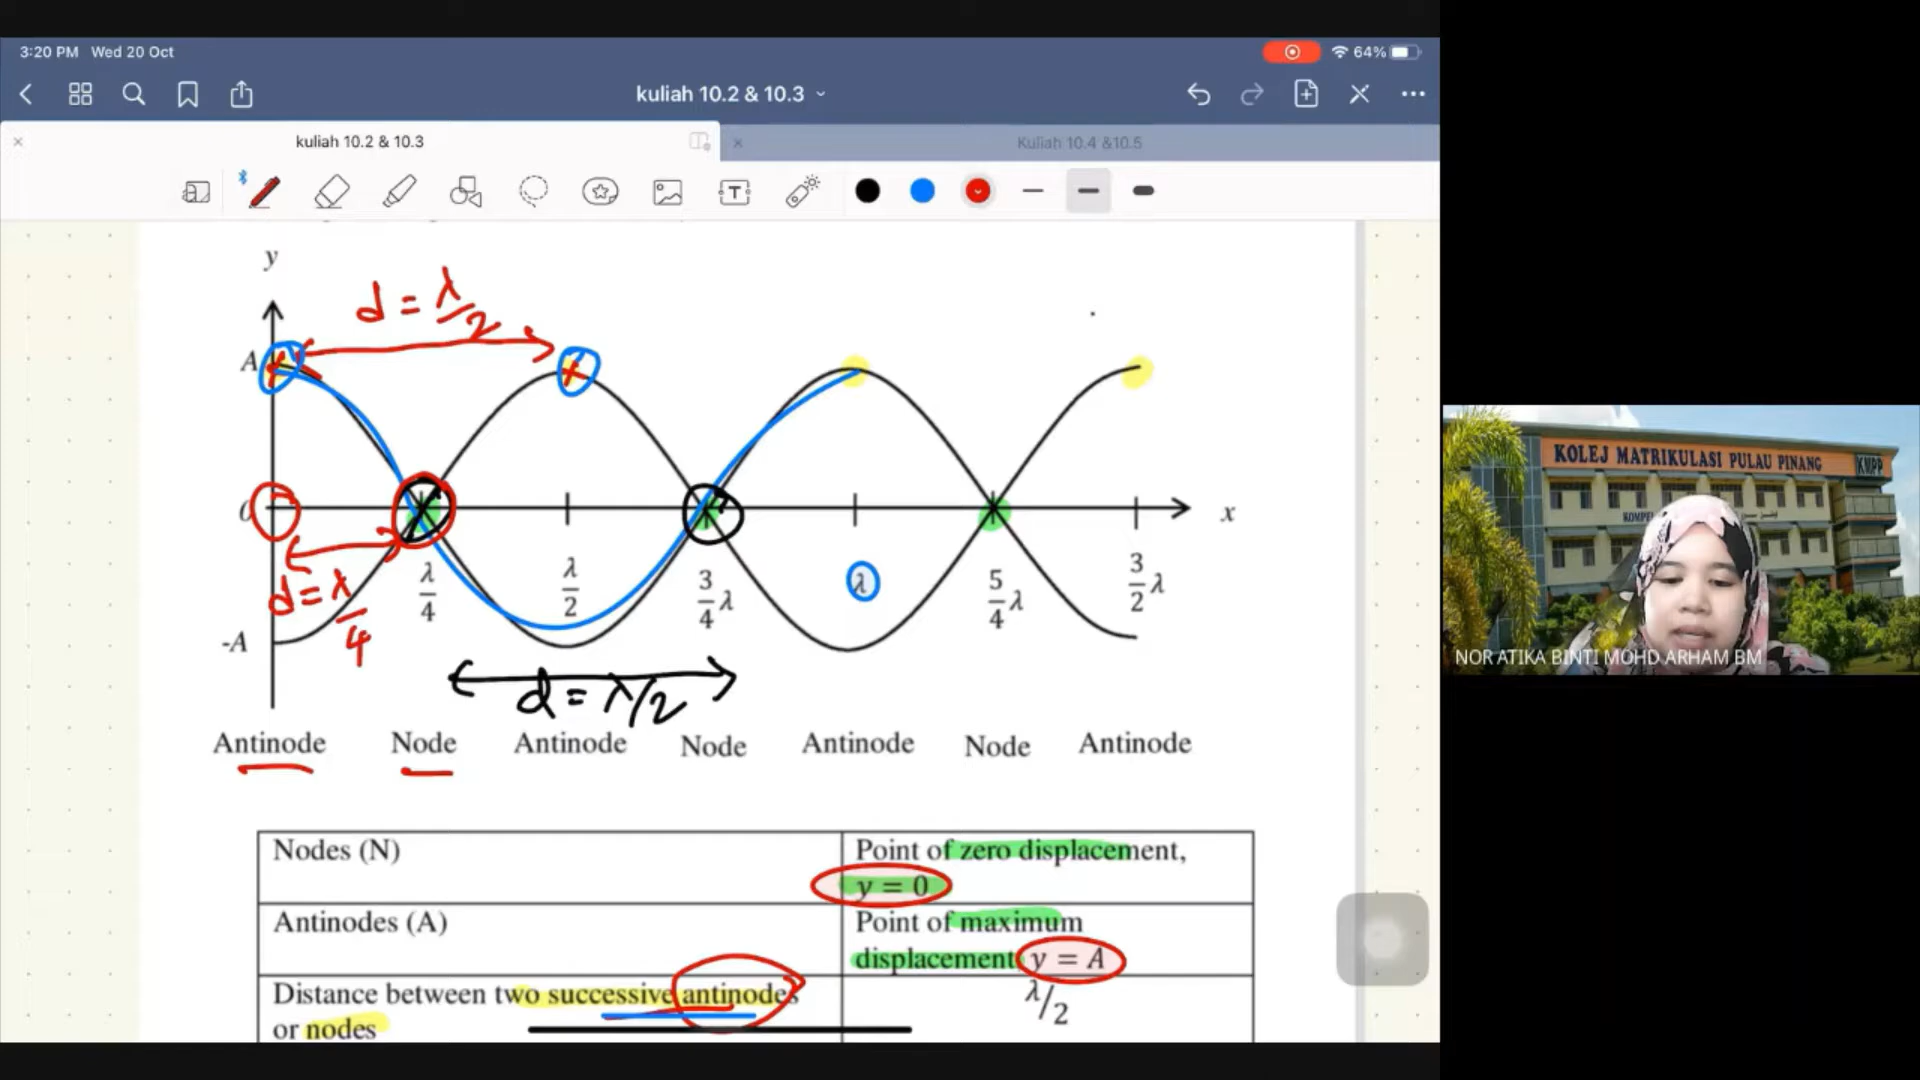 3:20 PM Wed 20 Oct
64%
kuliah 10.2 & 10.3
kuliah 10.2 & 10.3
Kuliah 10.4 &10.5
T
y
d = λ/2
A
0
x
d = λ/4
λ/4
λ/2
3/4 λ
λ
5/4 λ
3/2 λ
-A
d = λ/2
Antinode Node Antinode Node Antinode Node Antinode
Nodes (N)
Point of zero displacement,
y = 0
Antinodes (A)
Point of maximum
displacement y = A
Distance between two successive antinodes
or nodes
λ/2
KOLEJ MATRIKULASI PULAU PINANG
KMPP
NOR ATIKA BINTI MOHD ARHAM BM